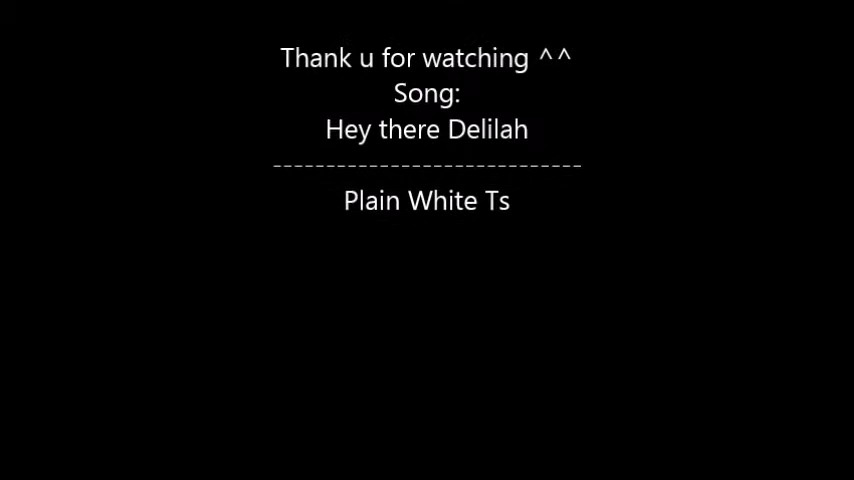 Thank u for watching ^^
Song:
Hey there Delilah
-----------------------------
Plain White Ts